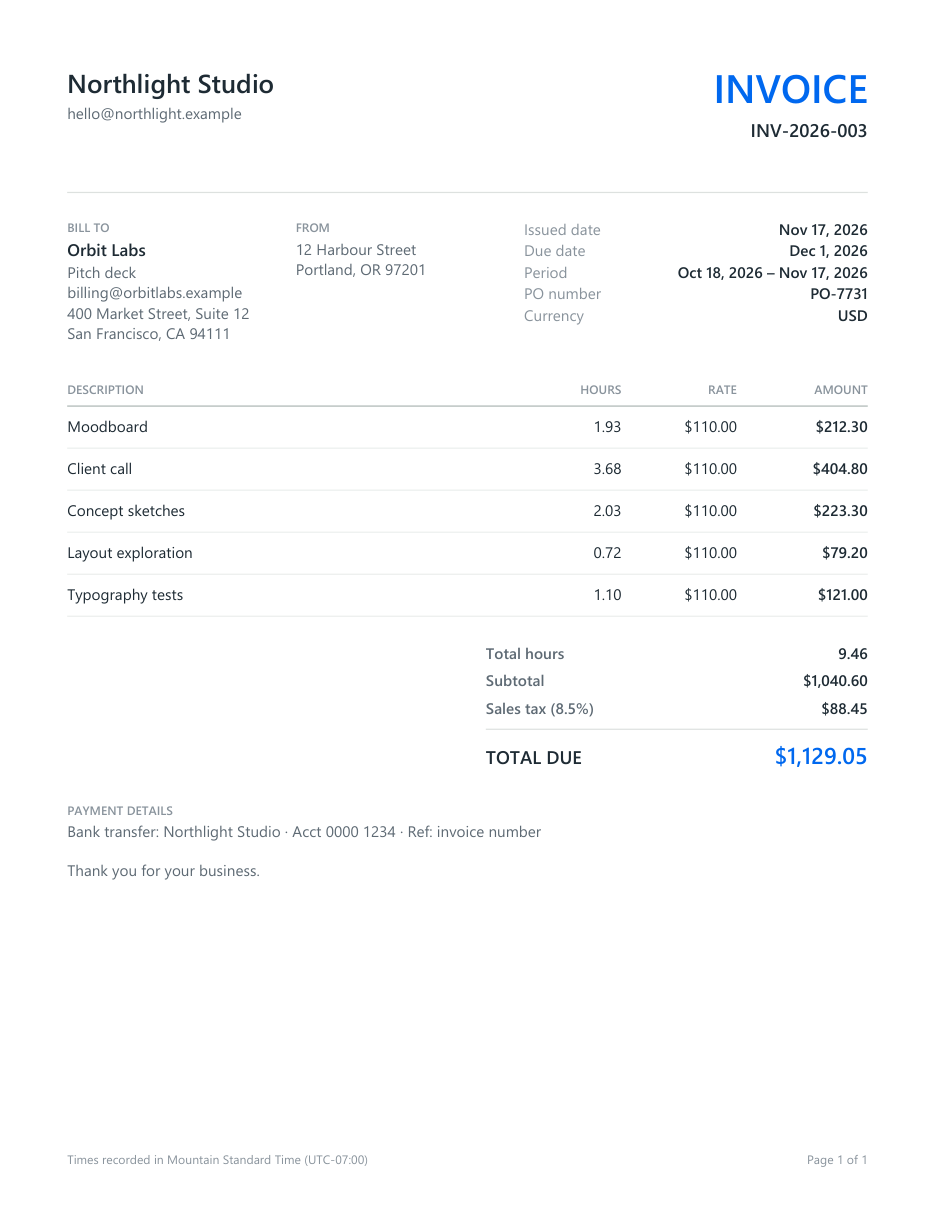 Northlight Studio
hello@northlight.example
INVOICE
INV-2026-003
BILL TO
Orbit Labs
Pitch deck
billing@orbitlabs.example
400 Market Street, Suite 12
San Francisco, CA 94111
FROM
12 Harbour Street
Portland, OR 97201
Issued date Nov 17, 2026
Due date Dec 1, 2026
Period Oct 18, 2026 – Nov 17, 2026
PO number PO-7731
Currency USD
DESCRIPTION HOURS RATE AMOUNT
Moodboard 1.93 $110.00 $212.30
Client call 3.68 $110.00 $404.80
Concept sketches 2.03 $110.00 $223.30
Layout exploration 0.72 $110.00 $79.20
Typography tests 1.10 $110.00 $121.00
Total hours 9.46
Subtotal $1,040.60
Sales tax (8.5%) $88.45
TOTAL DUE $1,129.05
PAYMENT DETAILS
Bank transfer: Northlight Studio · Acct 0000 1234 · Ref: invoice number
Thank you for your business.
Times recorded in Mountain Standard Time (UTC-07:00) Page 1 of 1